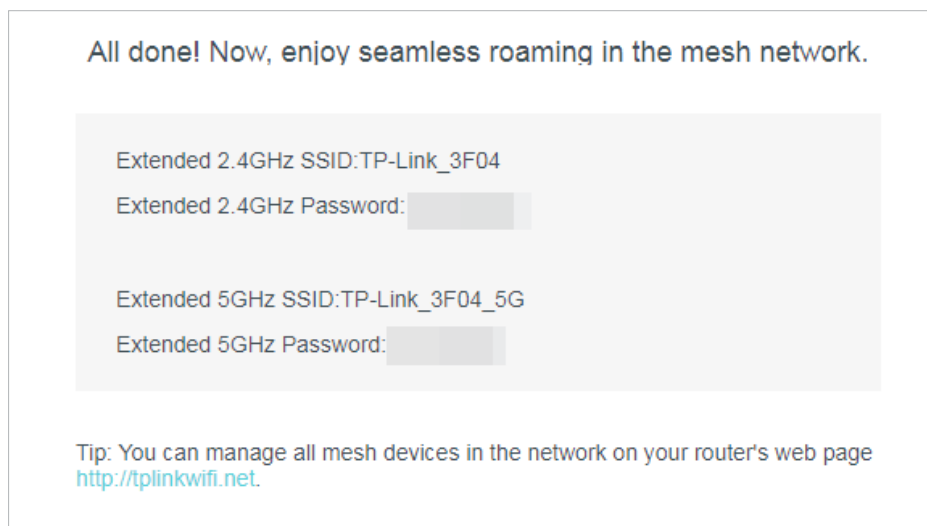 All done! Now, enjoy seamless roaming in the mesh network.
Extended 2.4GHz SSID:TP-Link_3F04
Extended 2.4GHz Password:
Extended 5GHz SSID:TP-Link_3F04_5G
Extended 5GHz Password:
Tip: You can manage all mesh devices in the network on your router's web page
http://tplinkwifi.net.